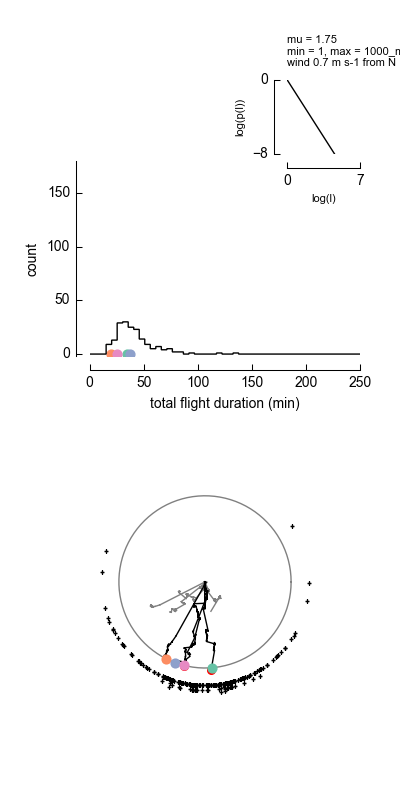 mu = 1.75
min = 1, max = 1000_m
wind 0.7 m s-1 from N
0
log(p(l))
−8
0 7
log(l)
150
100
50
0
count
0 50 100 150 200 250
total flight duration (min)